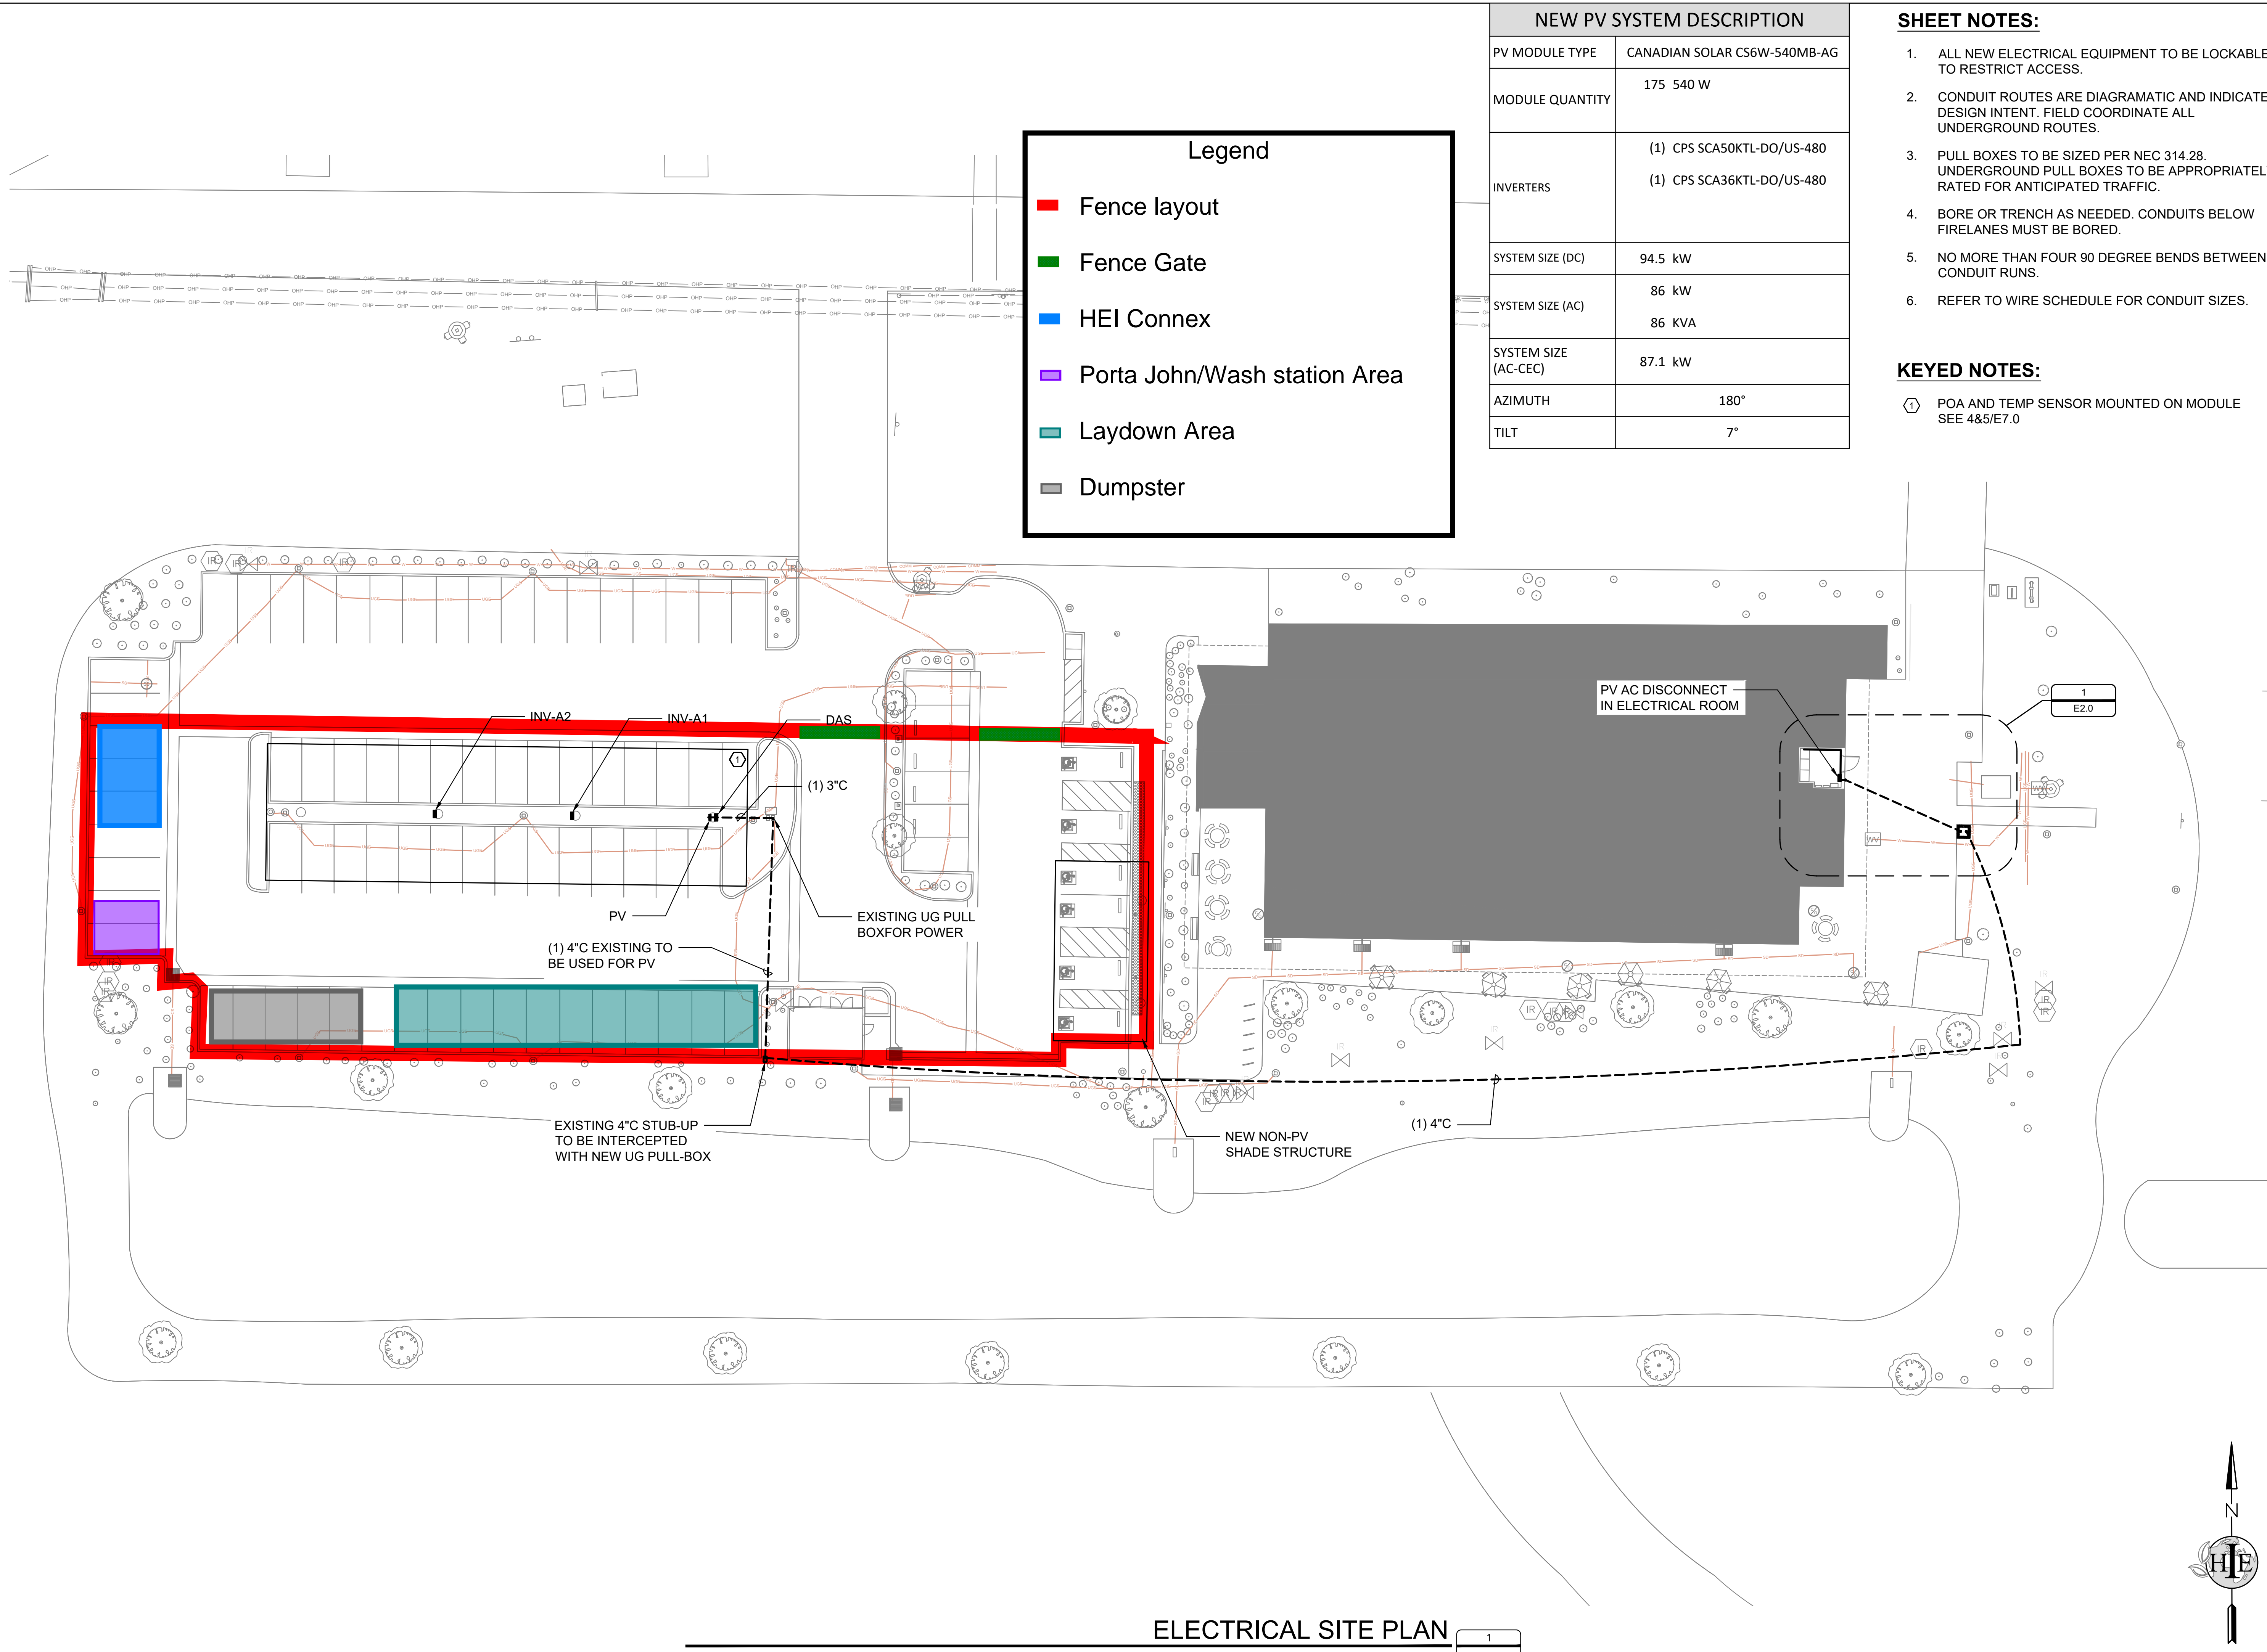 NEW PV SYSTEM DESCRIPTION
PV MODULE TYPE CANADIAN SOLAR CS6W-540MB-AG
MODULE QUANTITY 175 540 W
INVERTERS
(1) CPS SCA50KTL-DO/US-480
(1) CPS SCA36KTL-DO/US-480
SYSTEM SIZE (DC) 94.5 kW
SYSTEM SIZE (AC)
86 kW
86 KVA
SYSTEM SIZE
(AC-CEC)
87.1 kW
AZIMUTH 180°
TILT 7°
SHEET NOTES:
1. ALL NEW ELECTRICAL EQUIPMENT TO BE LOCKABLE
TO RESTRICT ACCESS.
2. CONDUIT ROUTES ARE DIAGRAMATIC AND INDICATE
DESIGN INTENT. FIELD COORDINATE ALL
UNDERGROUND ROUTES.
3. PULL BOXES TO BE SIZED PER NEC 314.28.
UNDERGROUND PULL BOXES TO BE APPROPRIATEL
RATED FOR ANTICIPATED TRAFFIC.
4. BORE OR TRENCH AS NEEDED. CONDUITS BELOW
FIRELANES MUST BE BORED.
5. NO MORE THAN FOUR 90 DEGREE BENDS BETWEEN
CONDUIT RUNS.
6. REFER TO WIRE SCHEDULE FOR CONDUIT SIZES.
KEYED NOTES:
1 POA AND TEMP SENSOR MOUNTED ON MODULE
SEE 4&5/E7.0
Legend
Fence layout
Fence Gate
HEI Connex
Porta John/Wash station Area
Laydown Area
Dumpster
INV-A2
INV-A1
DAS
1
(1) 3"C
PV
EXISTING UG PULL
BOXFOR POWER
(1) 4"C EXISTING TO
BE USED FOR PV
EXISTING 4"C STUB-UP
TO BE INTERCEPTED
WITH NEW UG PULL-BOX
NEW NON-PV
SHADE STRUCTURE
(1) 4"C
PV AC DISCONNECT
IN ELECTRICAL ROOM
1
E2.0
N
HIE
ELECTRICAL SITE PLAN
1